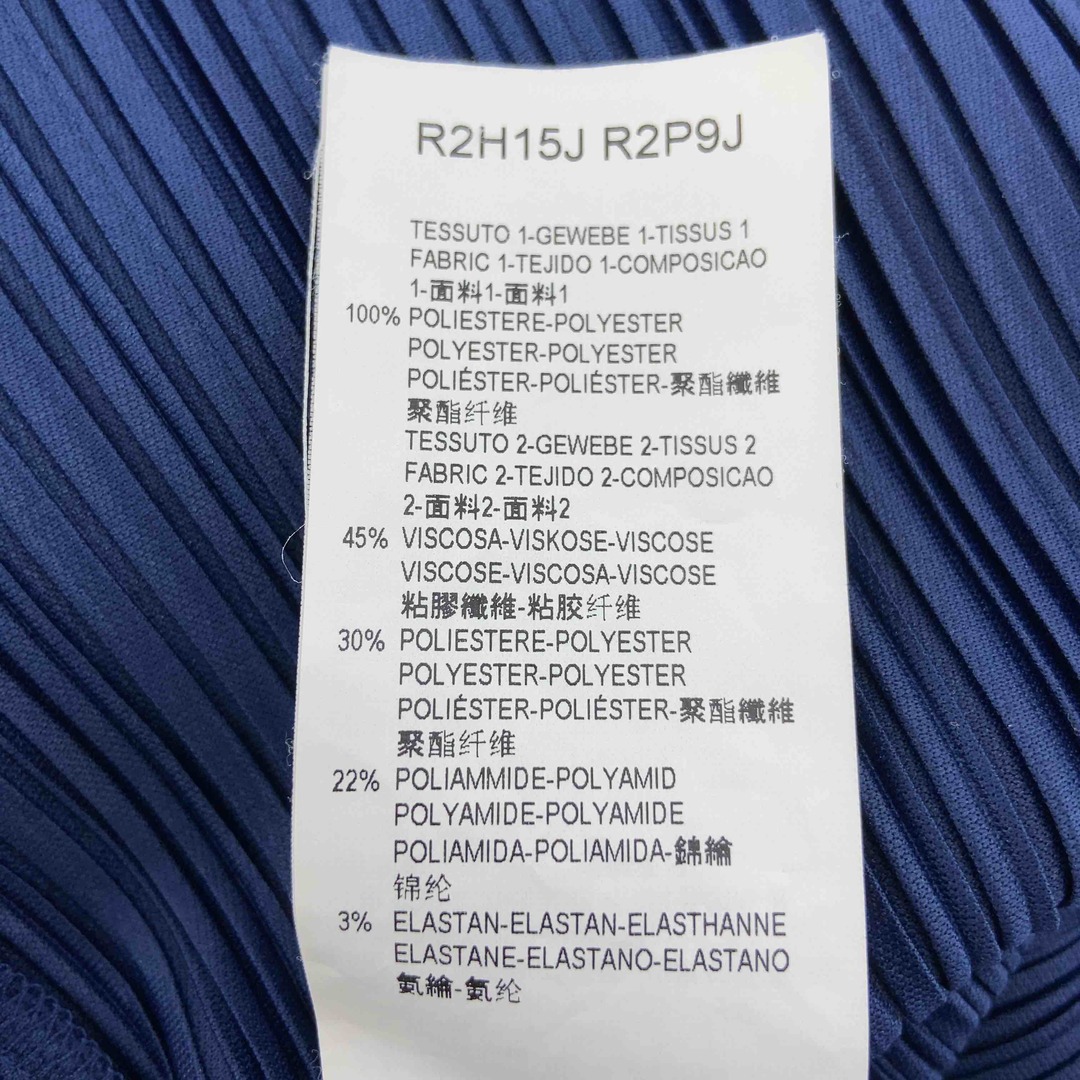 R2H15J R2P9J
TESSUTO 1-GEWEBE 1-TISSUS 1
FABRIC 1-TEJIDO 1-COMPOSICAO
1-面料1-面料1
100% POLIESTERE-POLYESTER
POLYESTER-POLYESTER
POLIÉSTER-POLIÉSTER-聚酯纖維
聚酯纤维
TESSUTO 2-GEWEBE 2-TISSUS 2
FABRIC 2-TEJIDO 2-COMPOSICAO
2-面料2-面料2
45% VISCOSA-VISKOSE-VISCOSE
VISCOSE-VISCOSA-VISCOSE
粘膠纖維-粘胶纤维
30% POLIESTERE-POLYESTER
POLYESTER-POLYESTER
POLIÉSTER-POLIÉSTER-聚酯纖維
聚酯纤维
22% POLIAMMIDE-POLYAMID
POLYAMIDE-POLYAMIDE
POLIAMIDA-POLIAMIDA-錦綸
锦纶
3% ELASTAN-ELASTAN-ELASTHANNE
ELASTANE-ELASTANO-ELASTANO
氨綸-氨纶